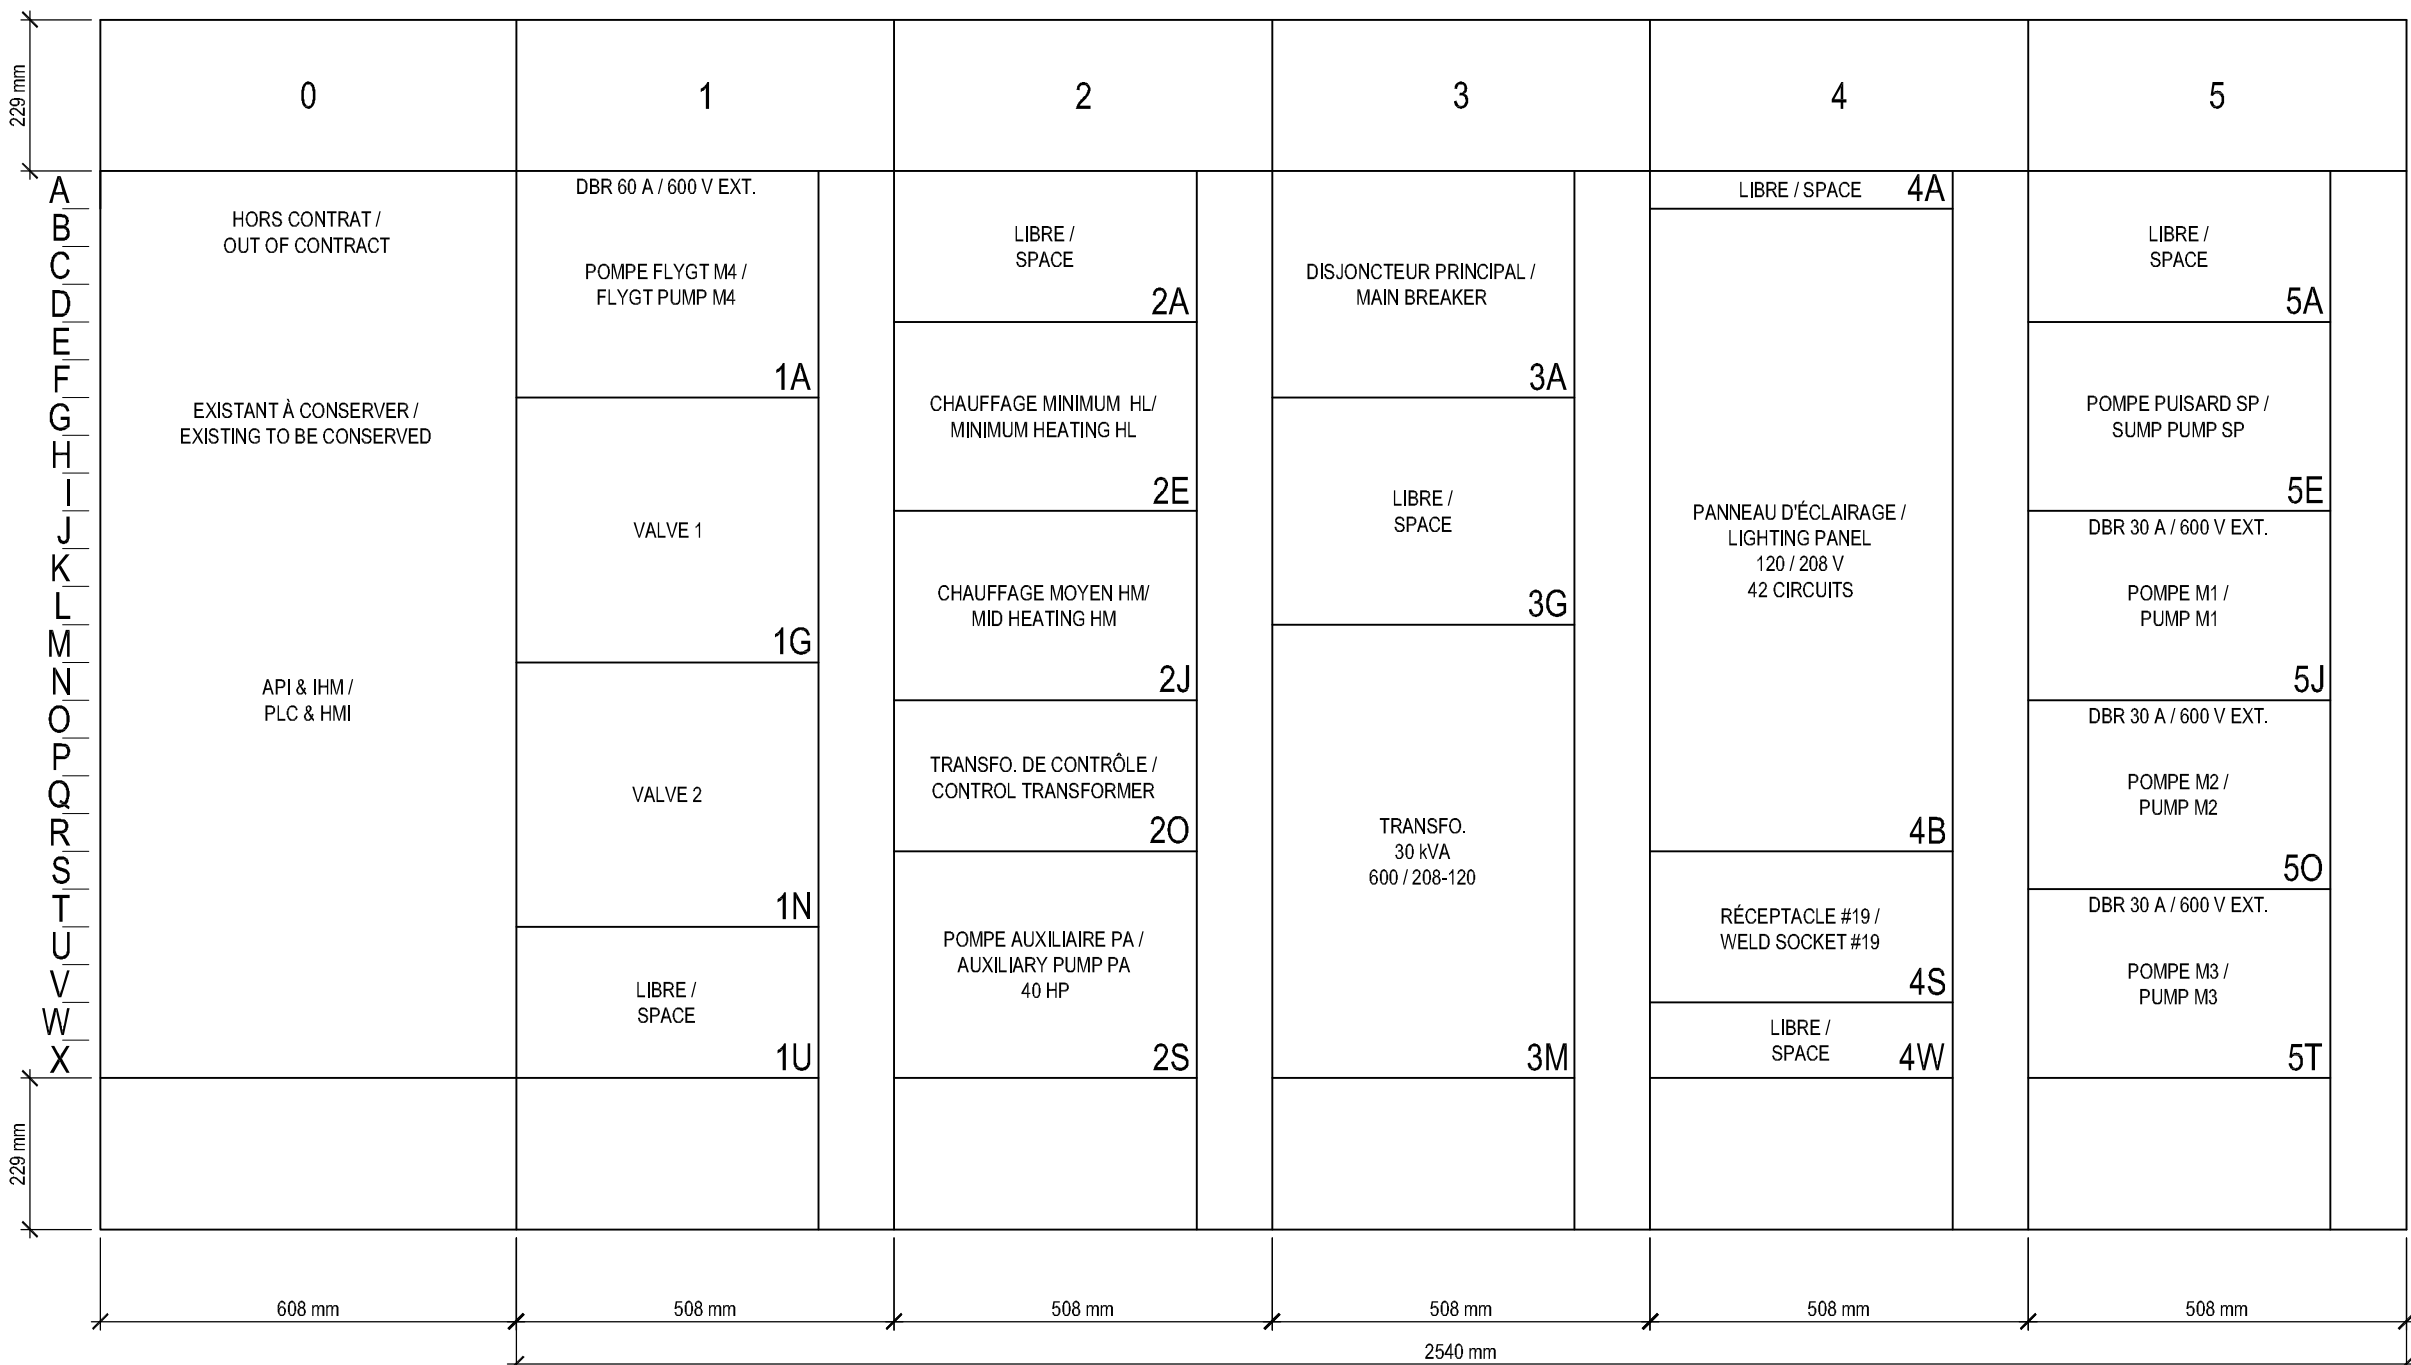 229 mm
0
1
2
3
4
5
A
B
C
D
E
F
G
H
I
J
K
L
M
N
O
P
Q
R
S
T
U
V
W
X
HORS CONTRAT /
OUT OF CONTRACT
EXISTANT À CONSERVER /
EXISTING TO BE CONSERVED
API & IHM /
PLC & HMI
DBR 60 A / 600 V EXT.
POMPE FLYGT M4 /
FLYGT PUMP M4
1A
VALVE 1
1G
VALVE 2
1N
LIBRE /
SPACE
1U
LIBRE /
SPACE
2A
CHAUFFAGE MINIMUM HL/
MINIMUM HEATING HL
2E
CHAUFFAGE MOYEN HM/
MID HEATING HM
2J
TRANSFO. DE CONTRÔLE /
CONTROL TRANSFORMER
2O
POMPE AUXILIAIRE PA /
AUXILIARY PUMP PA
40 HP
2S
DISJONCTEUR PRINCIPAL /
MAIN BREAKER
3A
LIBRE /
SPACE
3G
TRANSFO.
30 kVA
600 / 208-120
3M
LIBRE / SPACE 4A
PANNEAU D'ÉCLAIRAGE /
LIGHTING PANEL
120 / 208 V
42 CIRCUITS
4B
RÉCEPTACLE #19 /
WELD SOCKET #19
4S
LIBRE /
SPACE
4W
LIBRE /
SPACE
5A
POMPE PUISARD SP /
SUMP PUMP SP
5E
DBR 30 A / 600 V EXT.
POMPE M1 /
PUMP M1
5J
DBR 30 A / 600 V EXT.
POMPE M2 /
PUMP M2
5O
DBR 30 A / 600 V EXT.
POMPE M3 /
PUMP M3
5T
229 mm
608 mm
508 mm
508 mm
508 mm
508 mm
508 mm
2540 mm